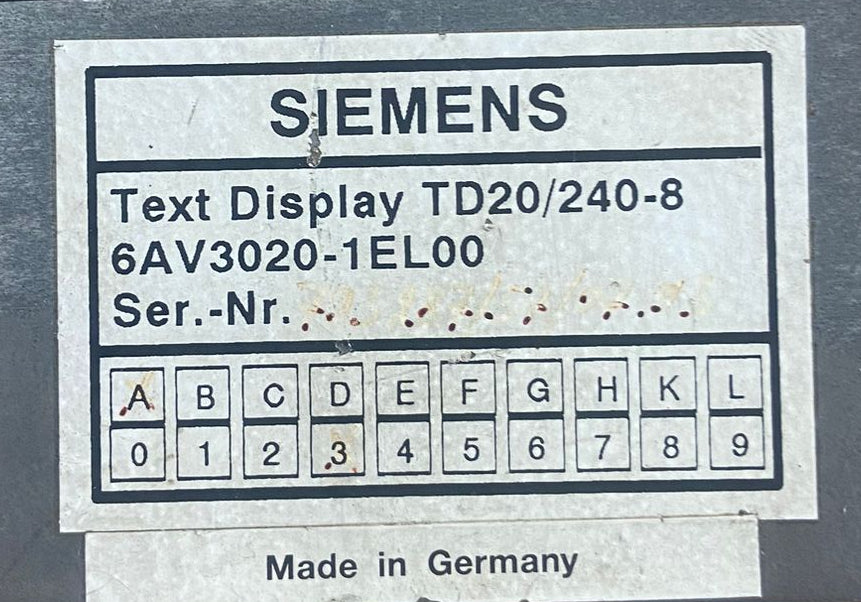 SIEMENS
Text Display TD20/240-8
6AV3020-1EL00
Ser.-Nr.
A B C D E F G H K L
0 1 2 3 4 5 6 7 8 9
Made in Germany